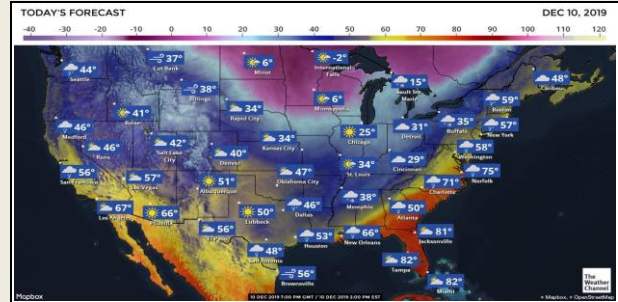 TODAY'S FORECAST
DEC 10, 2019
-40 -30 -20 -10 0 10 20 30 40 50 60 70 80 90 100 110 120
44° Seattle
37° Cut Bank
6° Minot
-2° International Falls
15° Sault Ste. Marie
48° Caribou
38° Billings
6° Minneapolis
59° Boston
41° Boise
34° Rapid City
31° Detroit
35° Buffalo
57° New York
46° Medford
46° Reno
42° Salt Lake City
40° Denver
34° Kansas City
25° Chicago
58° Washington
56° San Francisco
57° Las Vegas
51° Albuquerque
47° Oklahoma City
34° St. Louis
29° Cincinnati
75° Norfolk
71° Charlotte
67° Los Angeles
66° Phoenix
50° Lubbock
46° Dallas
38° Memphis
50° Atlanta
56°
48° San Antonio
53° Houston
66° New Orleans
81° Jacksonville
56° Brownsville
82° Tampa
82° Miami
The
Weather
Channel
Mapbox
10 DEC 2019 7:00 PM GMT / 10 DEC 2019 2:00 PM EST
© Mapbox, © OpenStreetMap